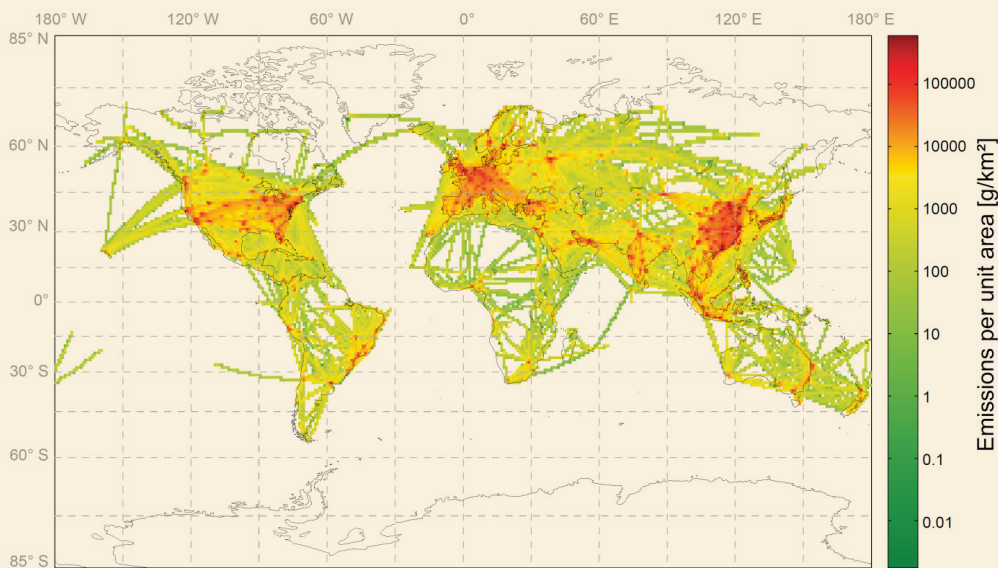 180° W 120° W 60° W 0° 60° E 120° E 180° E
85° N
60° N
30° N
0°
30° S
60° S
85° S
100000
10000
1000
100
10
1
0.1
0.01
Emissions per unit area [g/km²]